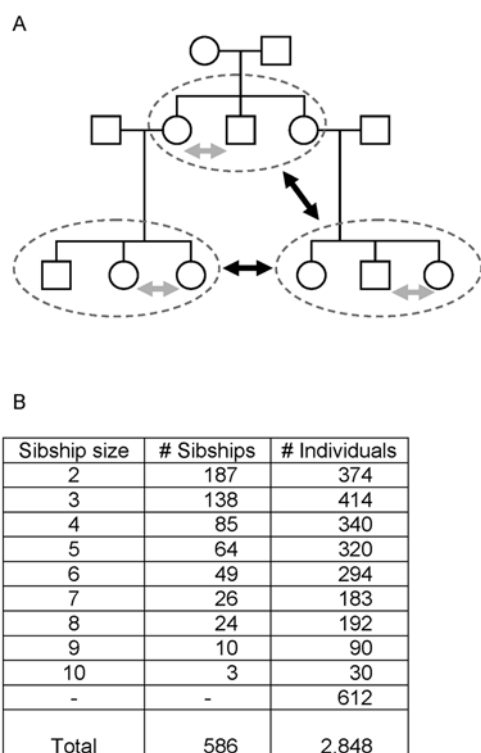 A
B
Sibship size # Sibships # Individuals
2 187 374
3 138 414
4 85 340
5 64 320
6 49 294
7 26 183
8 24 192
9 10 90
10 3 30
- - 612
Total 586 2,848